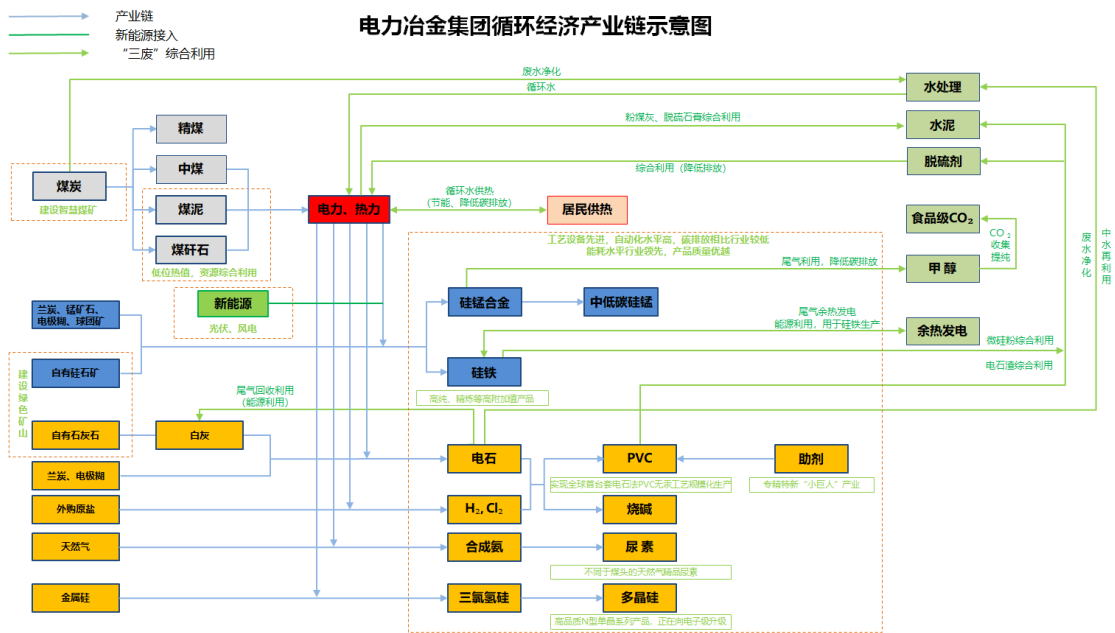 电力冶金集团循环经济产业链示意图
产业链
新能源接入
“三废”综合利用
废水净化
循环水
水处理
粉煤灰、脱硫石膏综合利用
水泥
综合利用（降低排放）
脱硫剂
精煤
中煤
煤炭
建设智慧煤矿
煤泥
煤矸石
低位热值，资源综合利用
电力、热力
循环水供热
（节能、降低碳排放）
居民供热
食品级CO₂
CO₂
收集
提纯
废水净化
中水再利用
工艺设备先进，自动化水平高，碳排放相比行业较低
能耗水平行业领先，产品质量优越
尾气利用，降低碳排放
甲 醇
新能源
光伏、风电
兰炭、锰矿石、
电极糊、球团矿
硅锰合金
中低碳硅锰
尾气余热发电
能源利用，用于硅铁生产
余热发电
微硅粉综合利用
电石渣综合利用
建设绿色矿山
自有硅石矿
硅铁
高纯、精炼等高附加值产品
尾气回收利用
（能源利用）
自有石灰石
白灰
兰炭、电极糊
电石
PVC
助剂
实现全球首台套电石法PVC无汞工艺规模化生产
专精特新“小巨人”产业
外购原盐
H₂, Cl₂
烧碱
天然气
合成氨
尿 素
不同于煤头的天然气精品尿素
金属硅
三氯氢硅
多晶硅
高品质N型单晶系列产品，正在向电子级升级